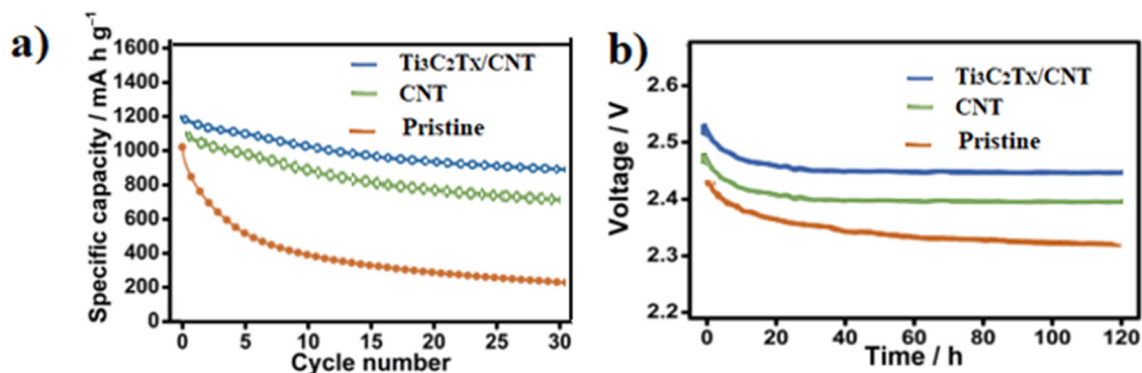 a)
Specific capacity / mA h g⁻¹
1600
1400
1200
1000
800
600
400
200
0
Ti₃C₂Tx/CNT
CNT
Pristine
0 5 10 15 20 25 30
Cycle number
b)
Voltage / V
2.6
2.5
2.4
2.3
2.2
Ti₃C₂Tx/CNT
CNT
Pristine
0 20 40 60 80 100 120
Time / h